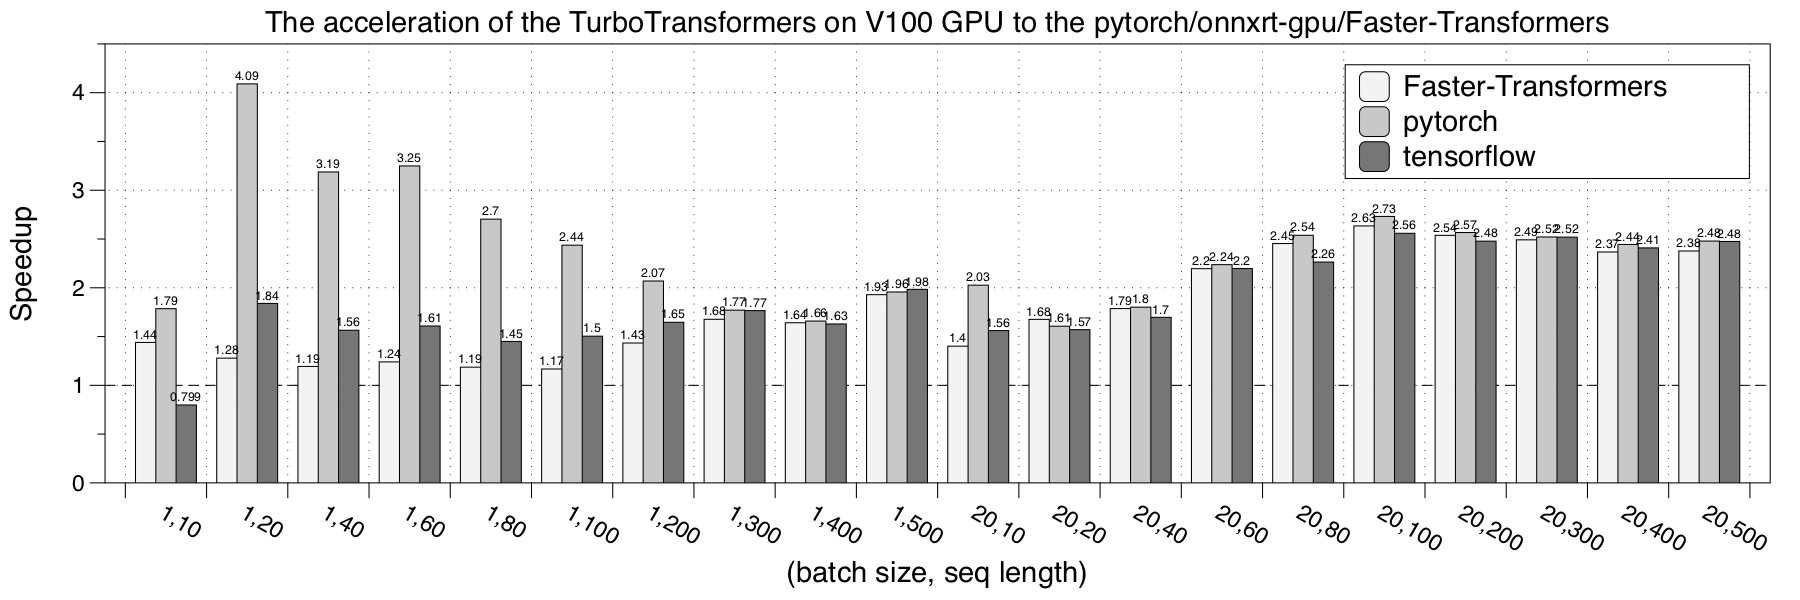 The acceleration of the TurboTransformers on V100 GPU to the pytorch/onnxrt-gpu/Faster-Transformers
Faster-Transformers
pytorch
tensorflow
Speedup
4
3
2
1
0
1.44 1.79 0.799
1.28 4.09 1.84
1.19 3.19 1.56
1.24 3.25 1.61
1.19 2.7 1.45
1.17 2.44 1.5
1.43 2.07 1.65
1.68 1.77 1.77
1.64 1.66 1.63
1.93 1.96 1.98
1.4 2.03 1.56
1.68 1.61 1.57
1.79 1.8 1.7
2.2 2.24 2.2
2.45 2.54 2.26
2.63 2.73 2.56
2.54 2.57 2.48
2.49 2.52 2.52
2.37 2.44 2.41
2.38 2.48 2.48
1,10 1,20 1,40 1,60 1,80 1,100 1,200 1,300 1,400 1,500 20,10 20,20 20,40 20,60 20,80 20,100 20,200 20,300 20,400 20,500
(batch size, seq length)